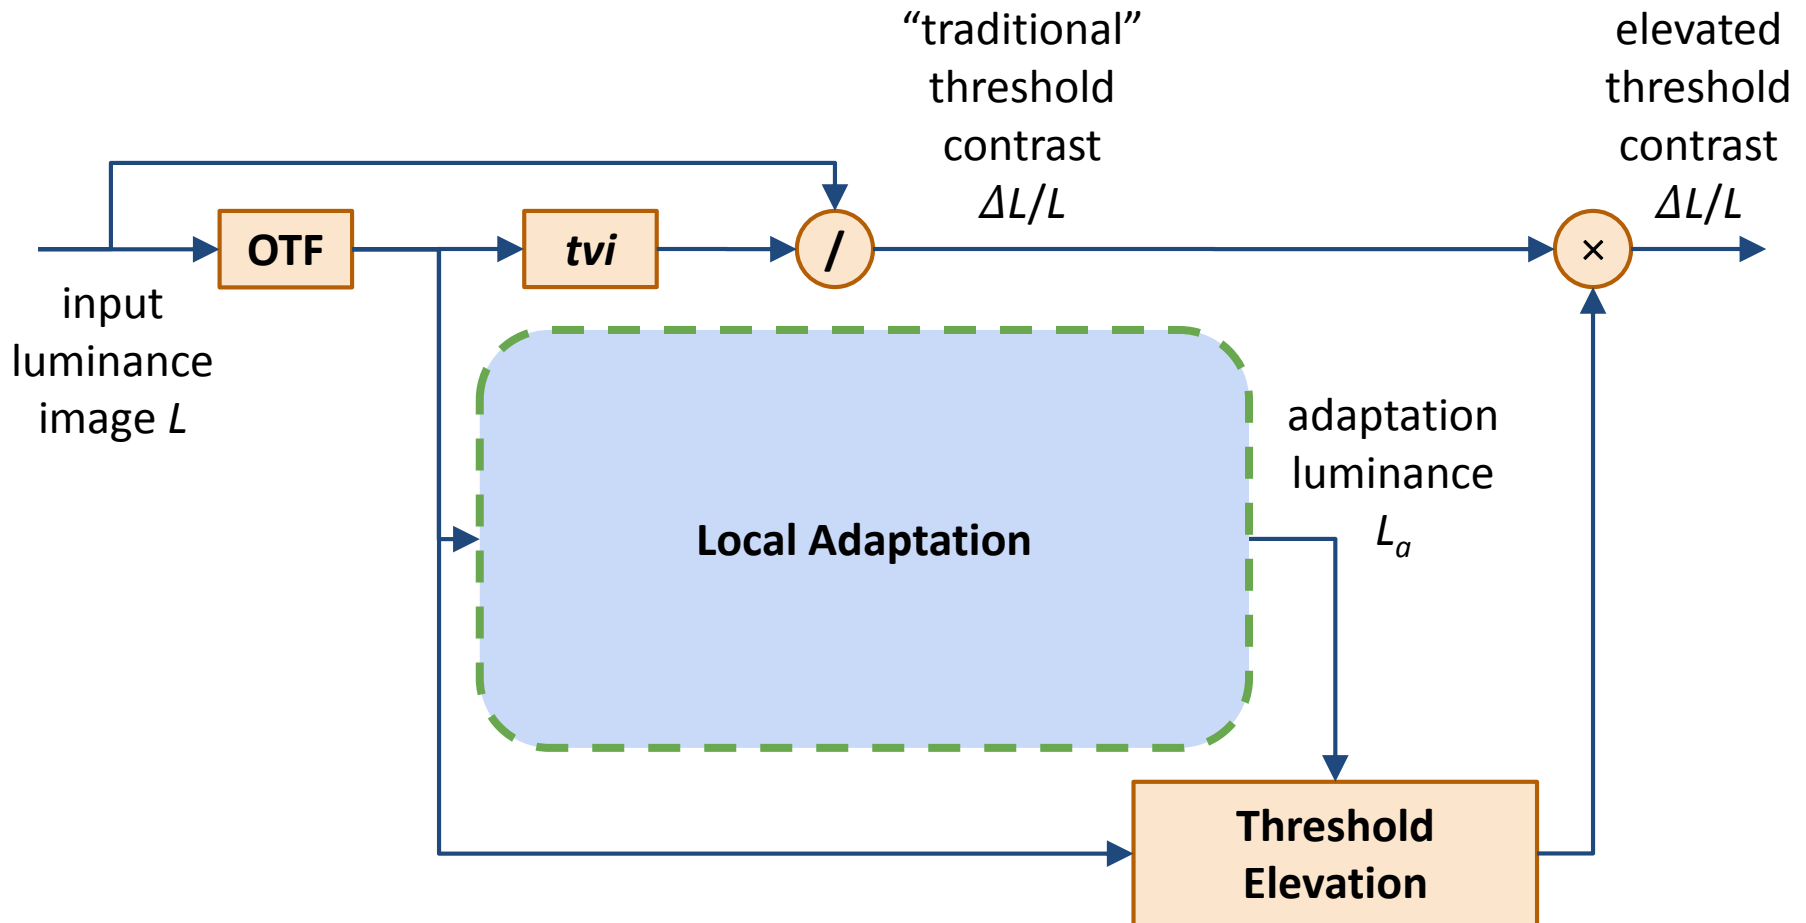 “traditional”
threshold
contrast
ΔL/L
elevated
threshold
contrast
ΔL/L
OTF
tvi
/
×
input
luminance
image L
adaptation
luminance
Lₐ
Local Adaptation
Threshold
Elevation